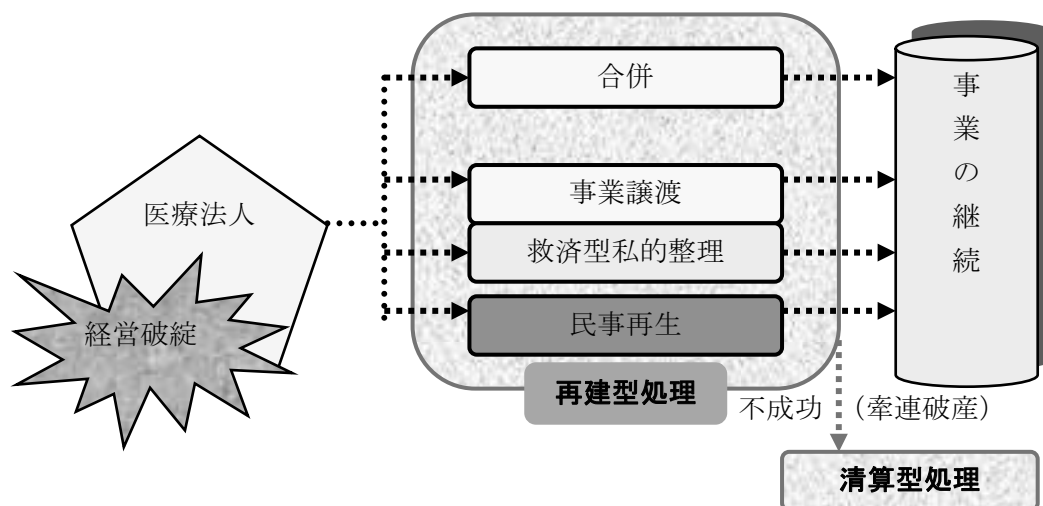 医療法人
経営破綻
合併
事業譲渡
救済型私的整理
民事再生
再建型処理
事業の継続
不成功
（牽連破産）
清算型処理